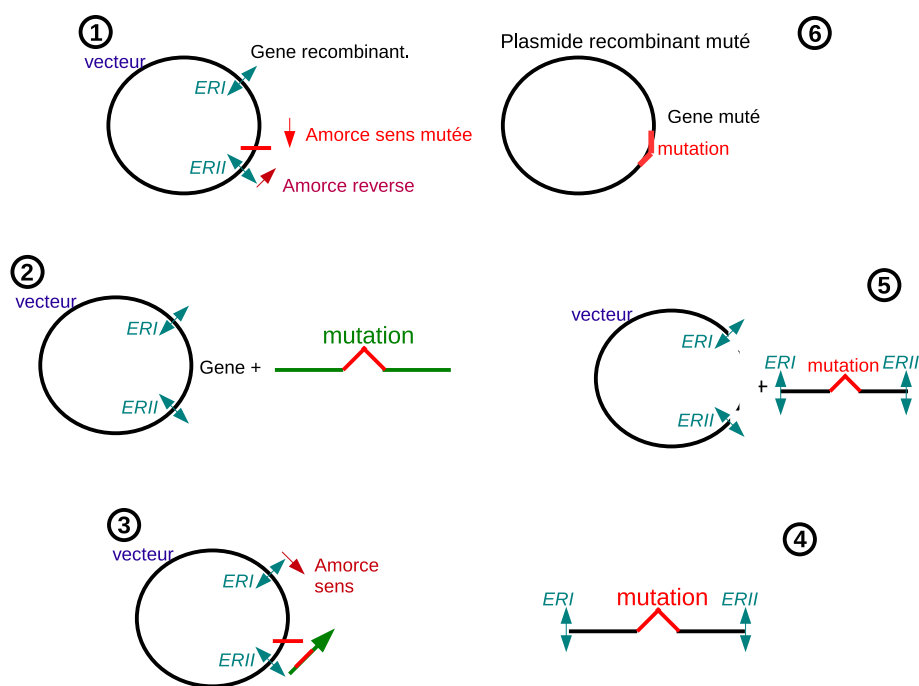 1
vecteur
Gene recombinant.
ERI
Amorce sens mutée
ERII
Amorce reverse
Plasmide recombinant muté
6
Gene muté
mutation
2
vecteur
ERI
Gene +
mutation
ERII
5
vecteur
ERI
+
ERI
mutation
ERII
ERII
3
vecteur
ERI
Amorce
sens
ERII
4
ERI
mutation
ERII